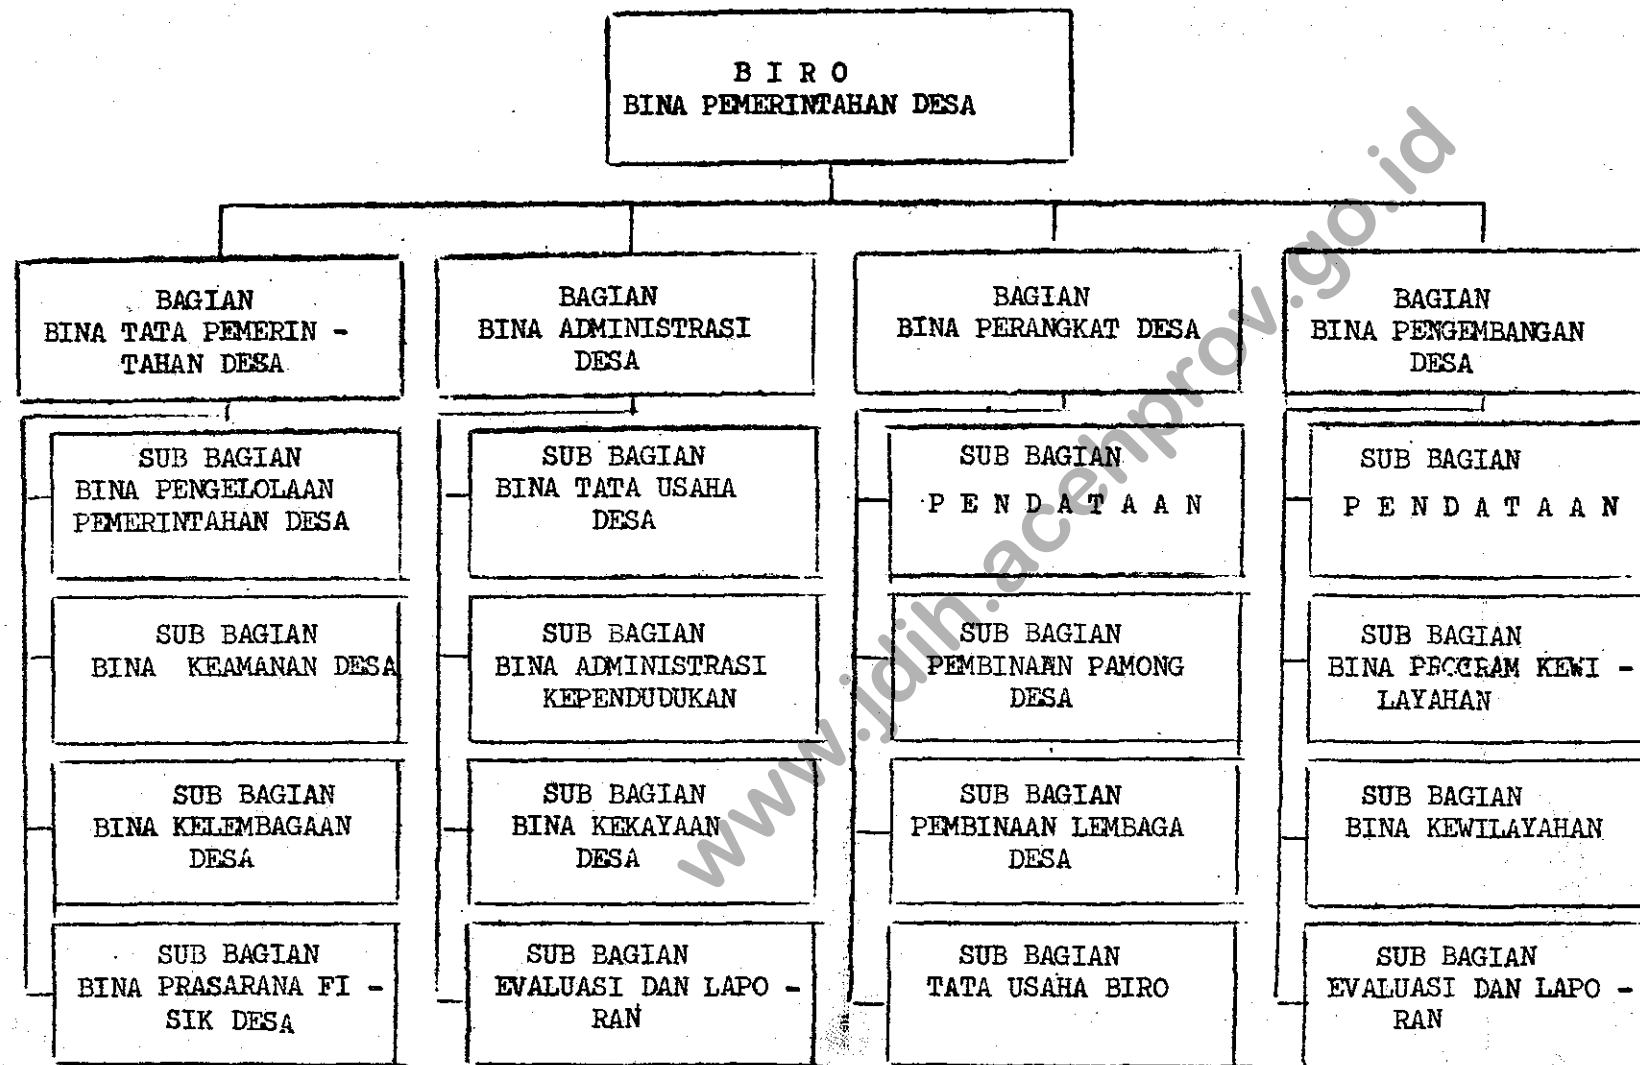 B I R O
BINA PEMERINTAHAN DESA
BAGIAN
BINA TATA PEMERIN -
TAHAN DESA
BAGIAN
BINA ADMINISTRASI
DESA
BAGIAN
BINA PERANGKAT DESA
BAGIAN
BINA PENGEMBANGAN
DESA
SUB BAGIAN
BINA PENGELOLAAN
PEMERINTAHAN DESA
SUB BAGIAN
BINA TATA USAHA
DESA
SUB BAGIAN
P E N D A T A A N
SUB BAGIAN
P E N D A T A A N
SUB BAGIAN
BINA KEAMANAN DESA
SUB BAGIAN
BINA ADMINISTRASI
KEPENDUDUKAN
SUB BAGIAN
PEMBINAAN PAMONG
DESA
SUB BAGIAN
BINA PROGRAM KEWI -
LAYAHAN
SUB BAGIAN
BINA KELEMBAGAAN
DESA
SUB BAGIAN
BINA KEKAYAAN
DESA
SUB BAGIAN
PEMBINAAN LEMBAGA
DESA
SUB BAGIAN
BINA KEWILAYAHAN
SUB BAGIAN
BINA PRASARANA FI -
SIK DESA
SUB BAGIAN
EVALUASI DAN LAPO -
RAN
SUB BAGIAN
TATA USAHA BIRO
SUB BAGIAN
EVALUASI DAN LAPO -
RAN
www.jdih.acehprov.go.id